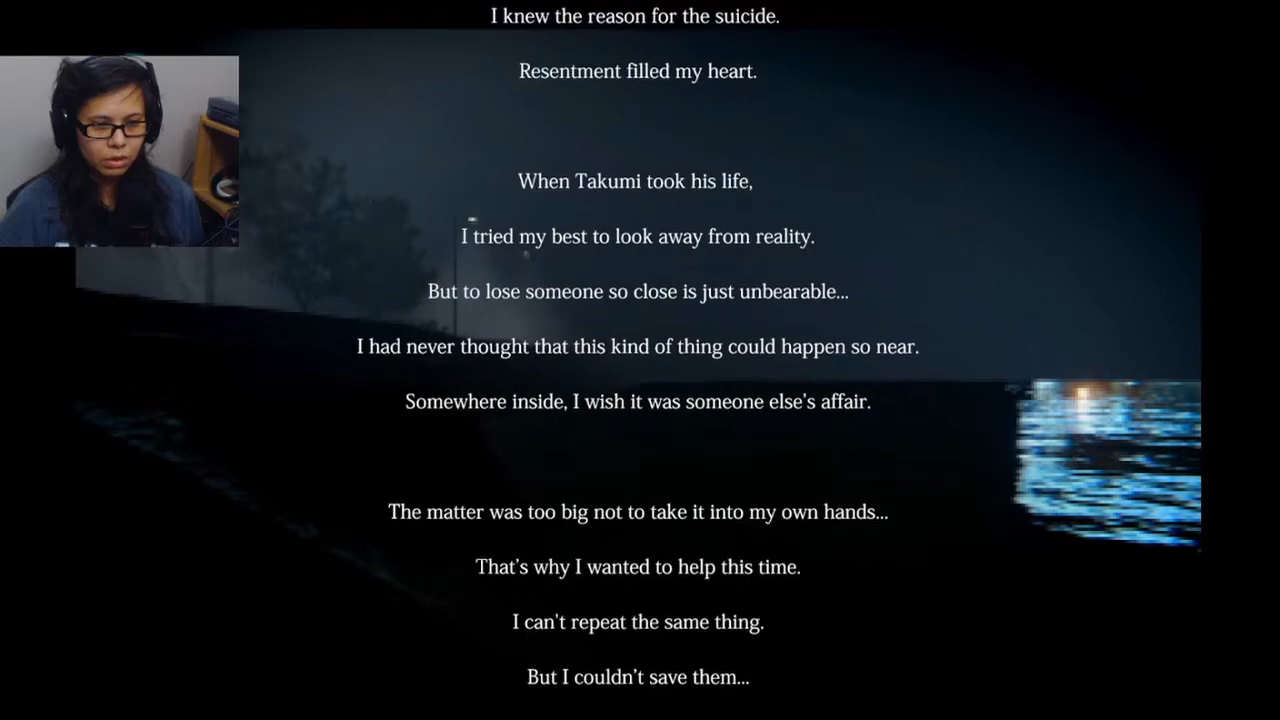 I knew the reason for the suicide.
Resentment filled my heart.
When Takumi took his life,
I tried my best to look away from reality.
But to lose someone so close is just unbearable...
I had never thought that this kind of thing could happen so near.
Somewhere inside, I wish it was someone else's affair.
The matter was too big not to take it into my own hands...
That's why I wanted to help this time.
I can't repeat the same thing.
But I couldn't save them...